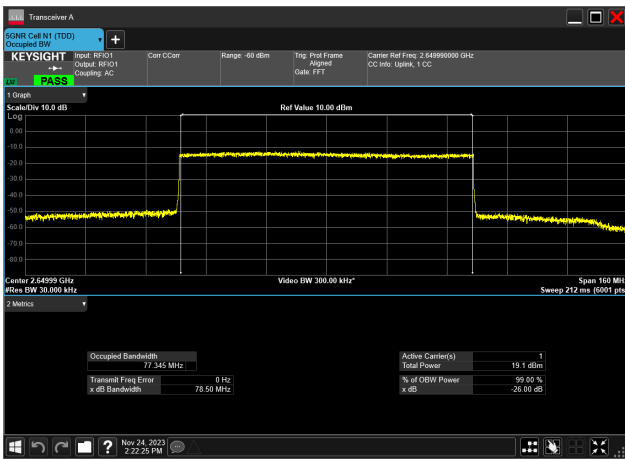 Transceiver A
5GNR Cell N1 (TDD)
Occupied BW
KEYSIGHT
PASS
Input: RFIO1
Output: RFIO1
Coupling: AC
Corr CCorr
Range: -60 dBm
Trig: Prot Frame
Aligned
Gate: FFT
Carrier Ref Freq: 2.649990000 GHz
CC Info: Uplink, 1 CC
1 Graph
Scale/Div 10.0 dB
Ref Value 10.00 dBm
Log
0.00
-10.0
-20.0
-30.0
-40.0
-50.0
-60.0
-70.0
-80.0
Center 2.64999 GHz
Video BW 300.00 kHz*
Span 160 MH
#Res BW 30.000 kHz
Sweep 212 ms (6001 pts
2 Metrics
Occupied Bandwidth
77.345 MHz
Transmit Freq Error 0 Hz
x dB Bandwidth 78.50 MHz
Active Carrier(s) 1
Total Power 19.1 dBm
% of OBW Power 99.00 %
x dB -26.00 dB
?
Nov 24, 2023
2:22:25 PM